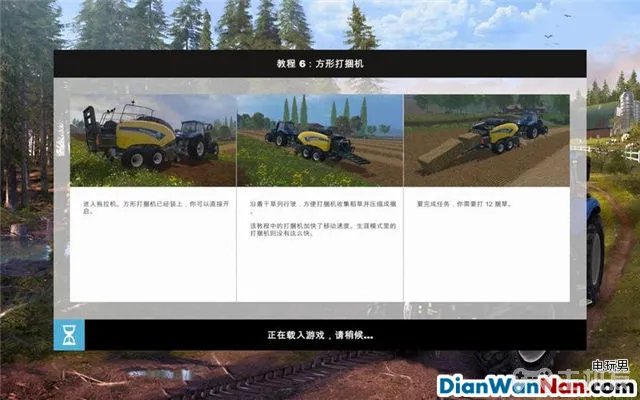 教程 6：方形打捆机
进入拖拉机。方形打捆机已经装上，你可以直接开
启。
沿着干草列行驶，方便打捆机收集稻草并压缩成捆
。
该教程中的打捆机加快了移动速度。生涯模式里的
打捆机则没有这么快。
要完成任务，你需要打 12 捆草。
正在载入游戏，请稍候...
电玩男
DianWanNan.com